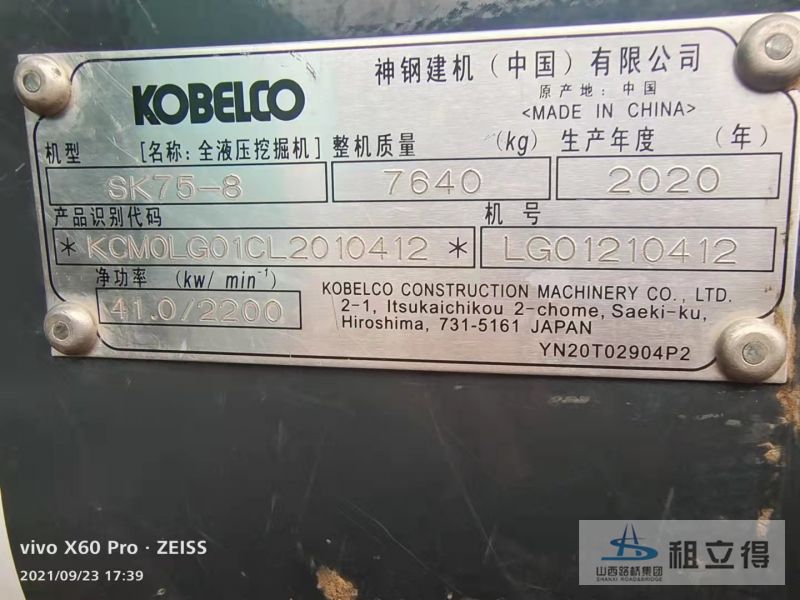 KOBELCO
神钢建机（中国）有限公司
原产地：中国
<MADE IN CHINA>
机型 [名称：全液压挖掘机] 整机质量 (kg) 生产年度 (年)
SK75-8 7640 2020
产品识别代码 机号
*KCM0LG01CL2010412* LG01210412
净功率 (kw/ min⁻¹)
41.0/2200
KOBELCO CONSTRUCTION MACHINERY CO., LTD.
2-1, Itsukaichikou 2-chome, Saeki-ku,
Hiroshima, 731-5161 JAPAN
YN20T02904P2
vivo X60 Pro · ZEISS
2021/09/23 17:39
山西路桥集团
SHANXI ROAD&BRIDGE
租立得